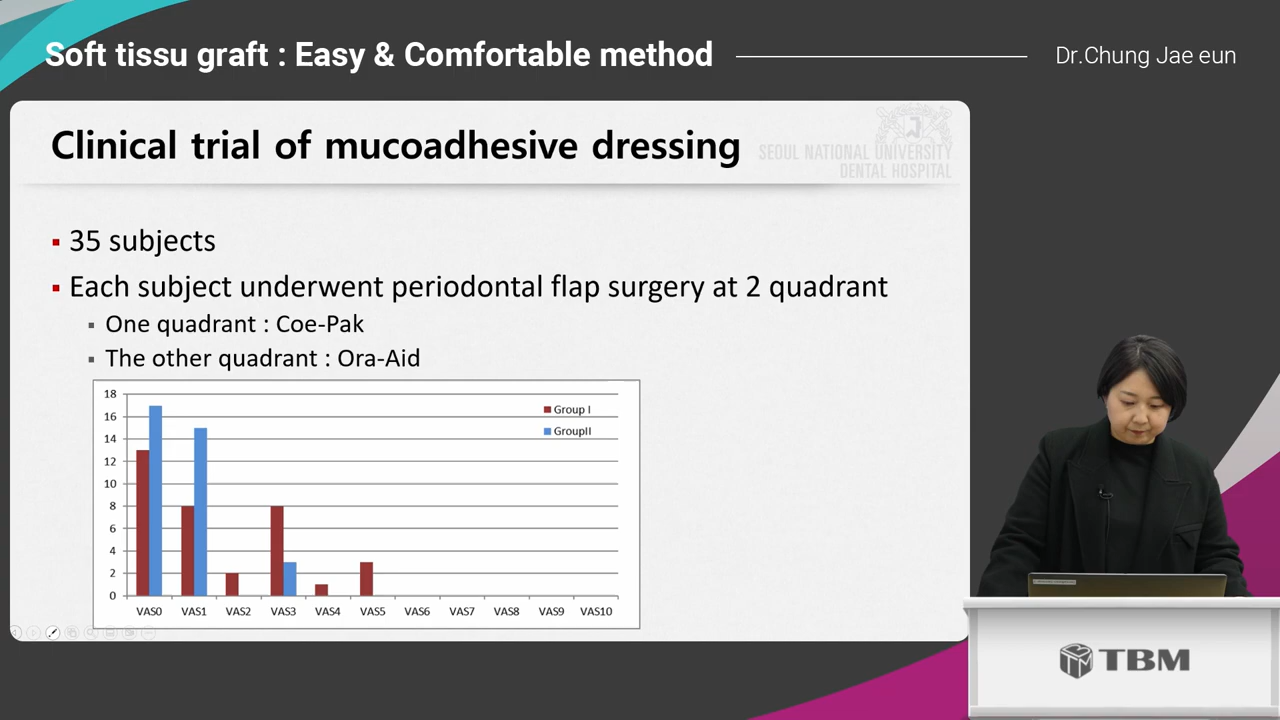 Soft tissu graft : Easy & Comfortable method
Dr.Chung Jae eun
Clinical trial of mucoadhesive dressing
SEOUL NATIONAL UNIVERSITY
DENTAL HOSPITAL
35 subjects
Each subject underwent periodontal flap surgery at 2 quadrant
One quadrant : Coe-Pak
The other quadrant : Ora-Aid
18
16
14
12
10
8
6
4
2
0
Group I
GroupII
VAS0 VAS1 VAS2 VAS3 VAS4 VAS5 VAS6 VAS7 VAS8 VAS9 VAS10
TBM